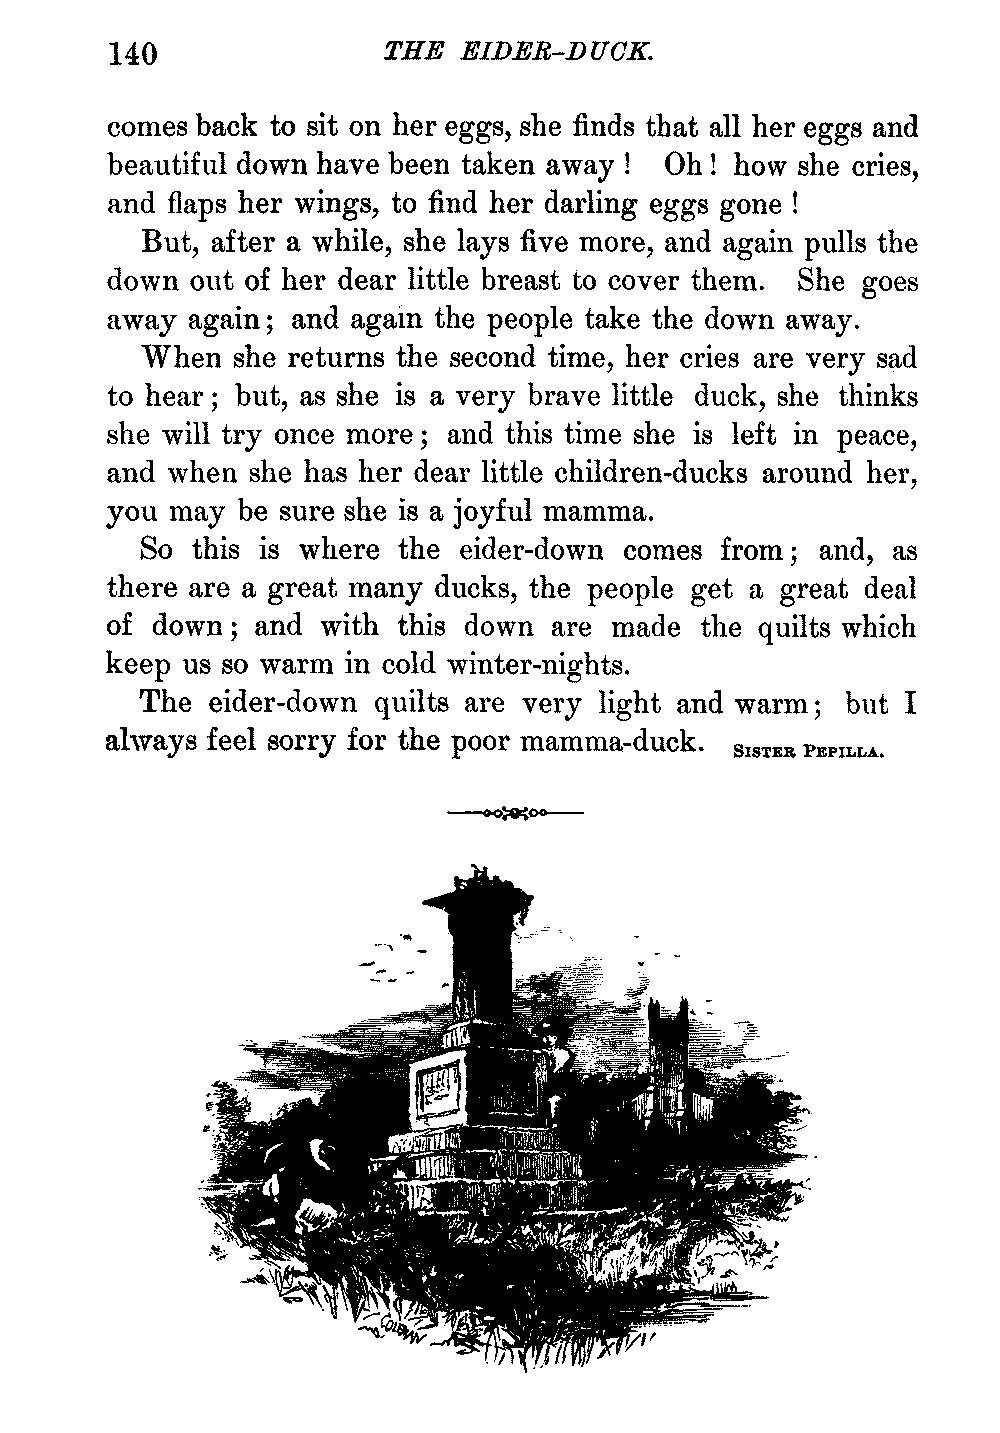 140 THE EIDER-DUCK.
comes back to sit on her eggs, she finds that all her eggs and
beautiful down have been taken away! Oh! how she cries,
and flaps her wings, to find her darling eggs gone!
But, after a while, she lays five more, and again pulls the
down out of her dear little breast to cover them. She goes
away again; and again the people take the down away.
When she returns the second time, her cries are very sad
to hear; but, as she is a very brave little duck, she thinks
she will try once more; and this time she is left in peace,
and when she has her dear little children-ducks around her,
you may be sure she is a joyful mamma.
So this is where the eider-down comes from; and, as
there are a great many ducks, the people get a great deal
of down; and with this down are made the quilts which
keep us so warm in cold winter-nights.
The eider-down quilts are very light and warm; but I
always feel sorry for the poor mamma-duck. SISTER PEPILLA.